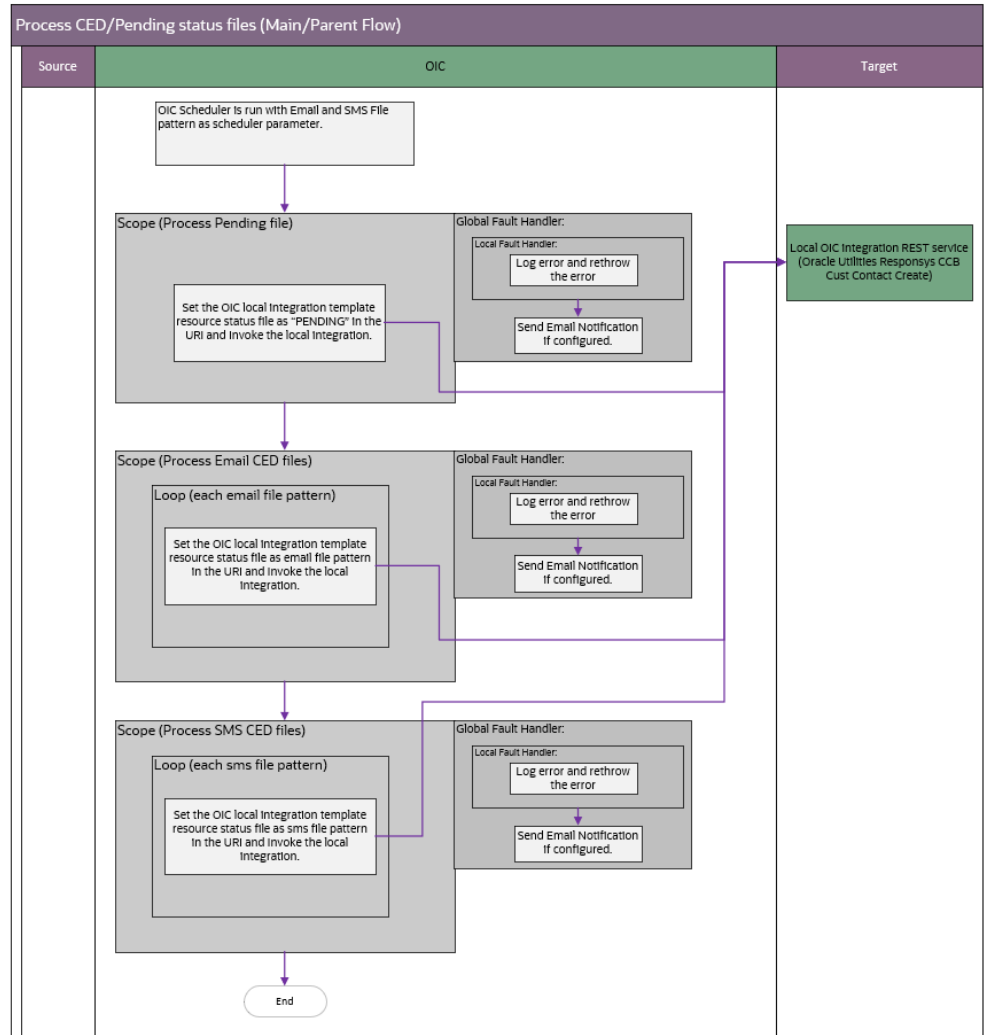 Process CED/Pending status files (Main/Parent Flow)
Source
OIC
Target
OIC Scheduler is run with Email and SMS File
pattern as scheduler parameter.
Scope (Process Pending file)
Set the OIC local integration template
resource status file as "PENDING" in the
URI and invoke the local integration.
Global Fault Handler:
Local Fault Handler:
Log error and rethrow
the error
Send Email Notification
if configured.
Local OIC integration REST service
(Oracle Utilities Responsys CCB
Cust Contact Create)
Scope (Process Email CED files)
Loop (each email file pattern)
Set the OIC local integration template
resource status file as email file pattern
in the URI and invoke the local
integration.
Global Fault Handler:
Local Fault Handler:
Log error and rethrow
the error
Send Email Notification
if configured.
Scope (Process SMS CED files)
Loop (each sms file pattern)
Set the OIC local integration template
resource status file as sms file pattern
in the URI and invoke the local
integration.
Global Fault Handler:
Local Fault Handler:
Log error and rethrow
the error
Send Email Notification
if configured.
End